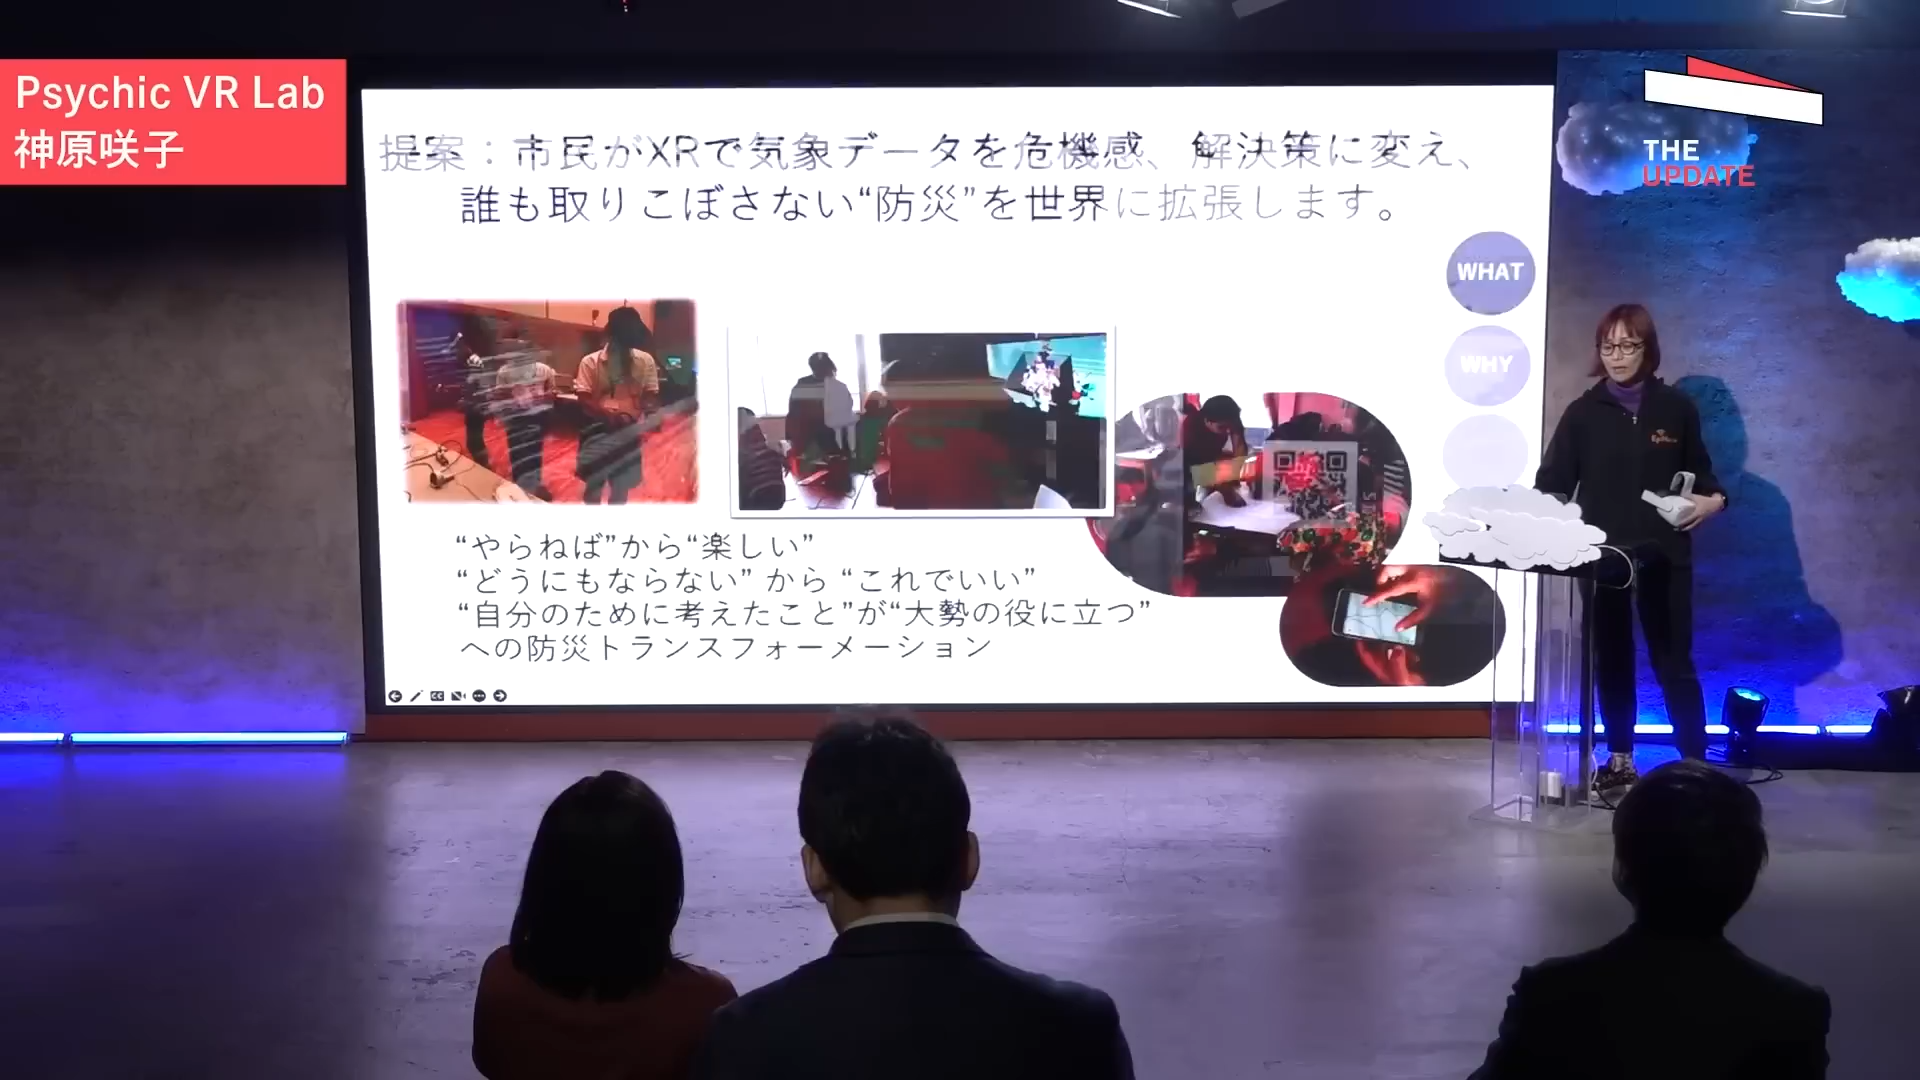 Psychic VR Lab
神原咲子
THE
UPDATE
提案：市民がXRで気象データを危機感、解決策に変え、
誰も取りこぼさない“防災”を世界に拡張します。
WHAT
WHY
“やらねば”から“楽しい”
“どうにもならない” から “これでいい”
“自分のために考えたこと”が“大勢の役に立つ”
への防災トランスフォーメーション